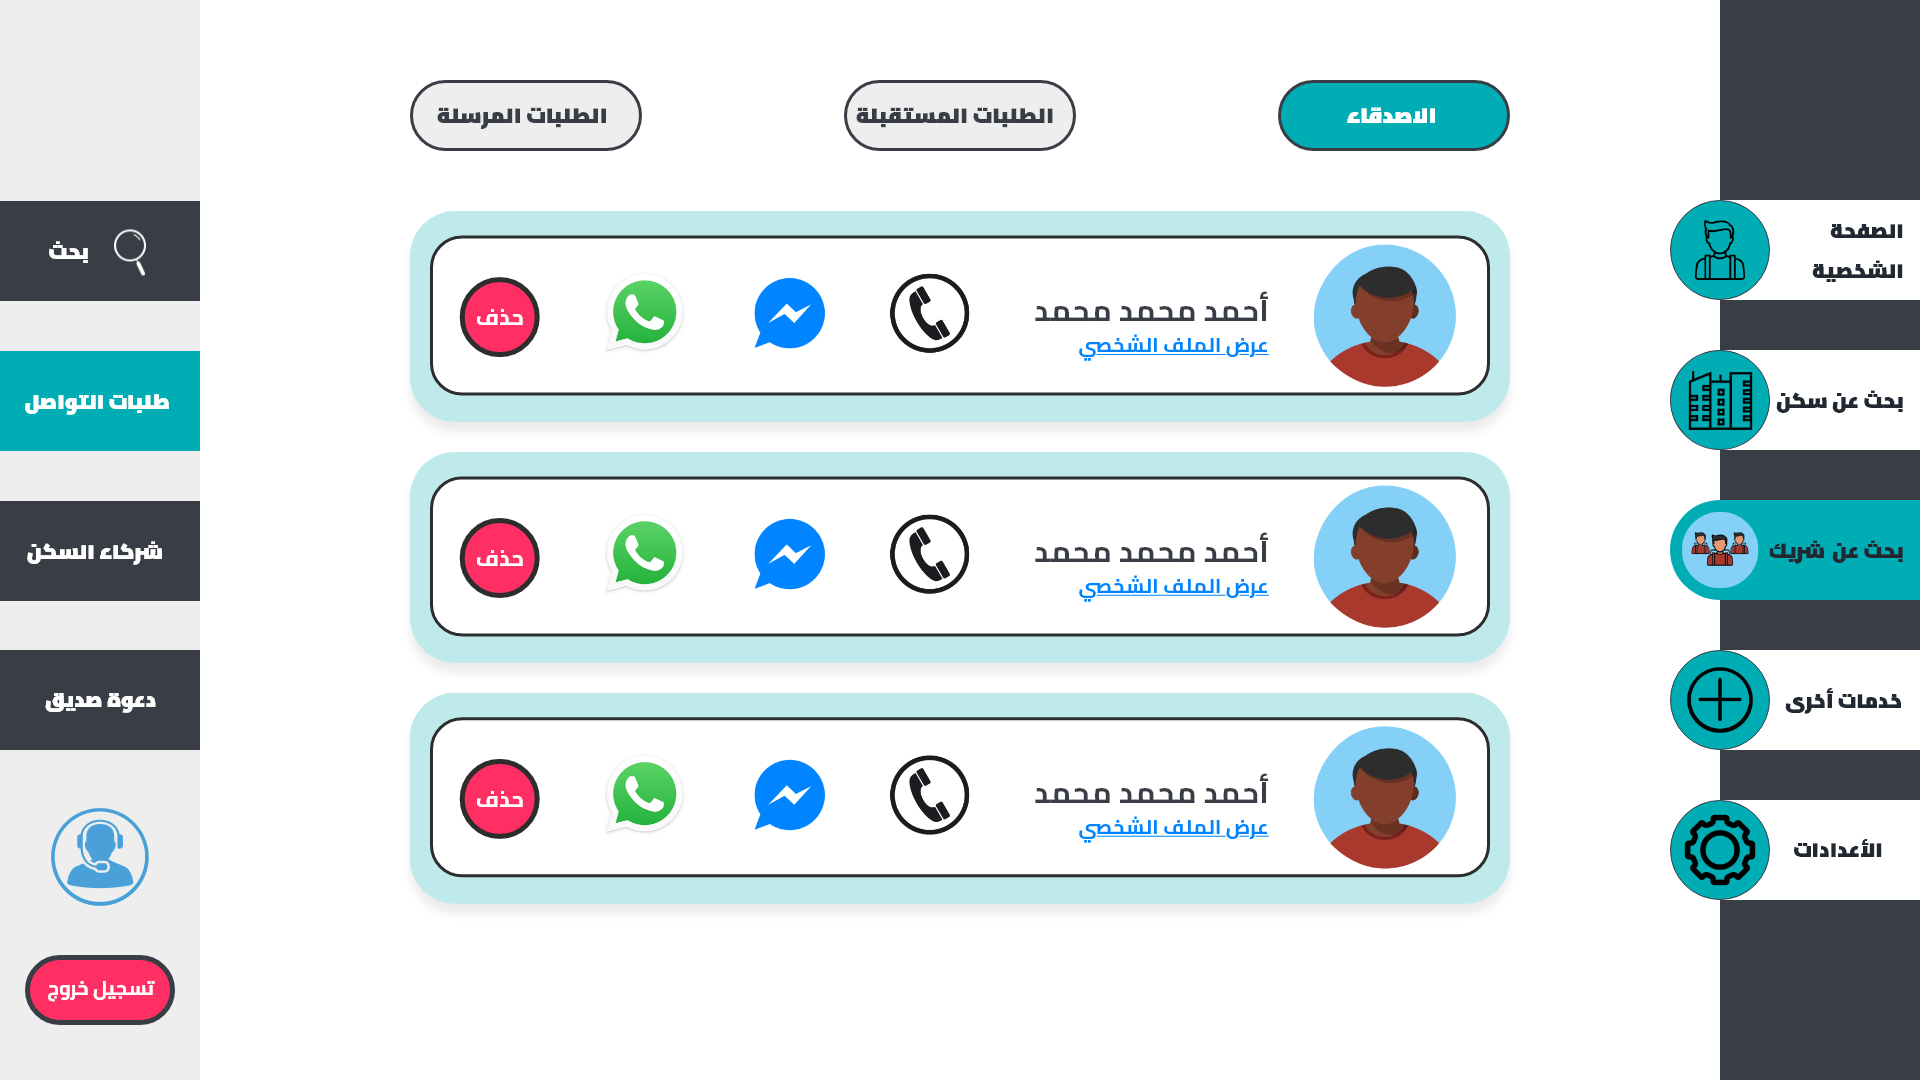 الصفحة
الشخصية
بحث عن سكن
بحث عن شريك
خدمات أخرى
الأعدادات
الاصدقاء
الطلبات المستقبلة
الطلبات المرسلة
أحمد محمد محمد
عرض الملف الشخصي
حذف
أحمد محمد محمد
عرض الملف الشخصي
حذف
أحمد محمد محمد
عرض الملف الشخصي
حذف
بحث
طلبات التواصل
شركاء السكن
دعوة صديق
تسجيل خروج